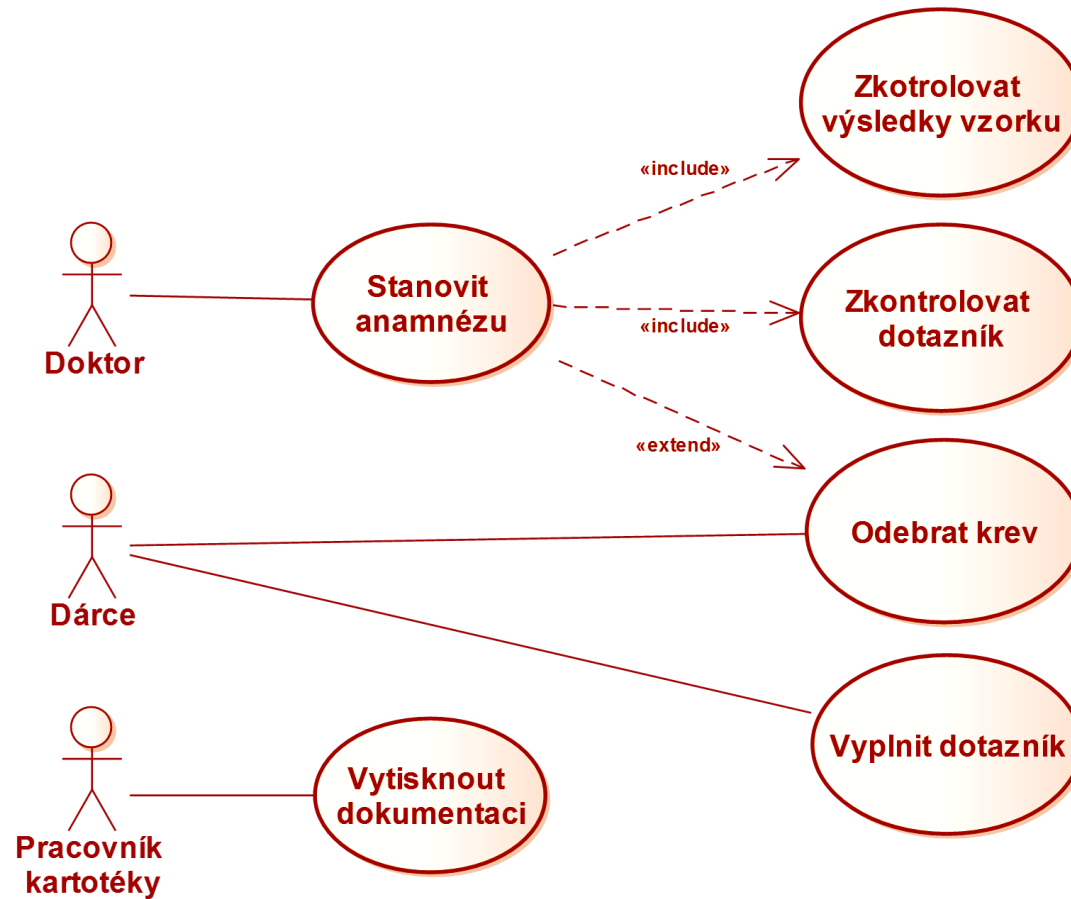 Zkotrolovat
výsledky vzorku
«include»
Doktor
Stanovit
anamnézu
«include»
Zkontrolovat
dotazník
«extend»
Dárce
Odebrat krev
Vyplnit dotazník
Pracovník
kartotéky
Vytisknout
dokumentaci